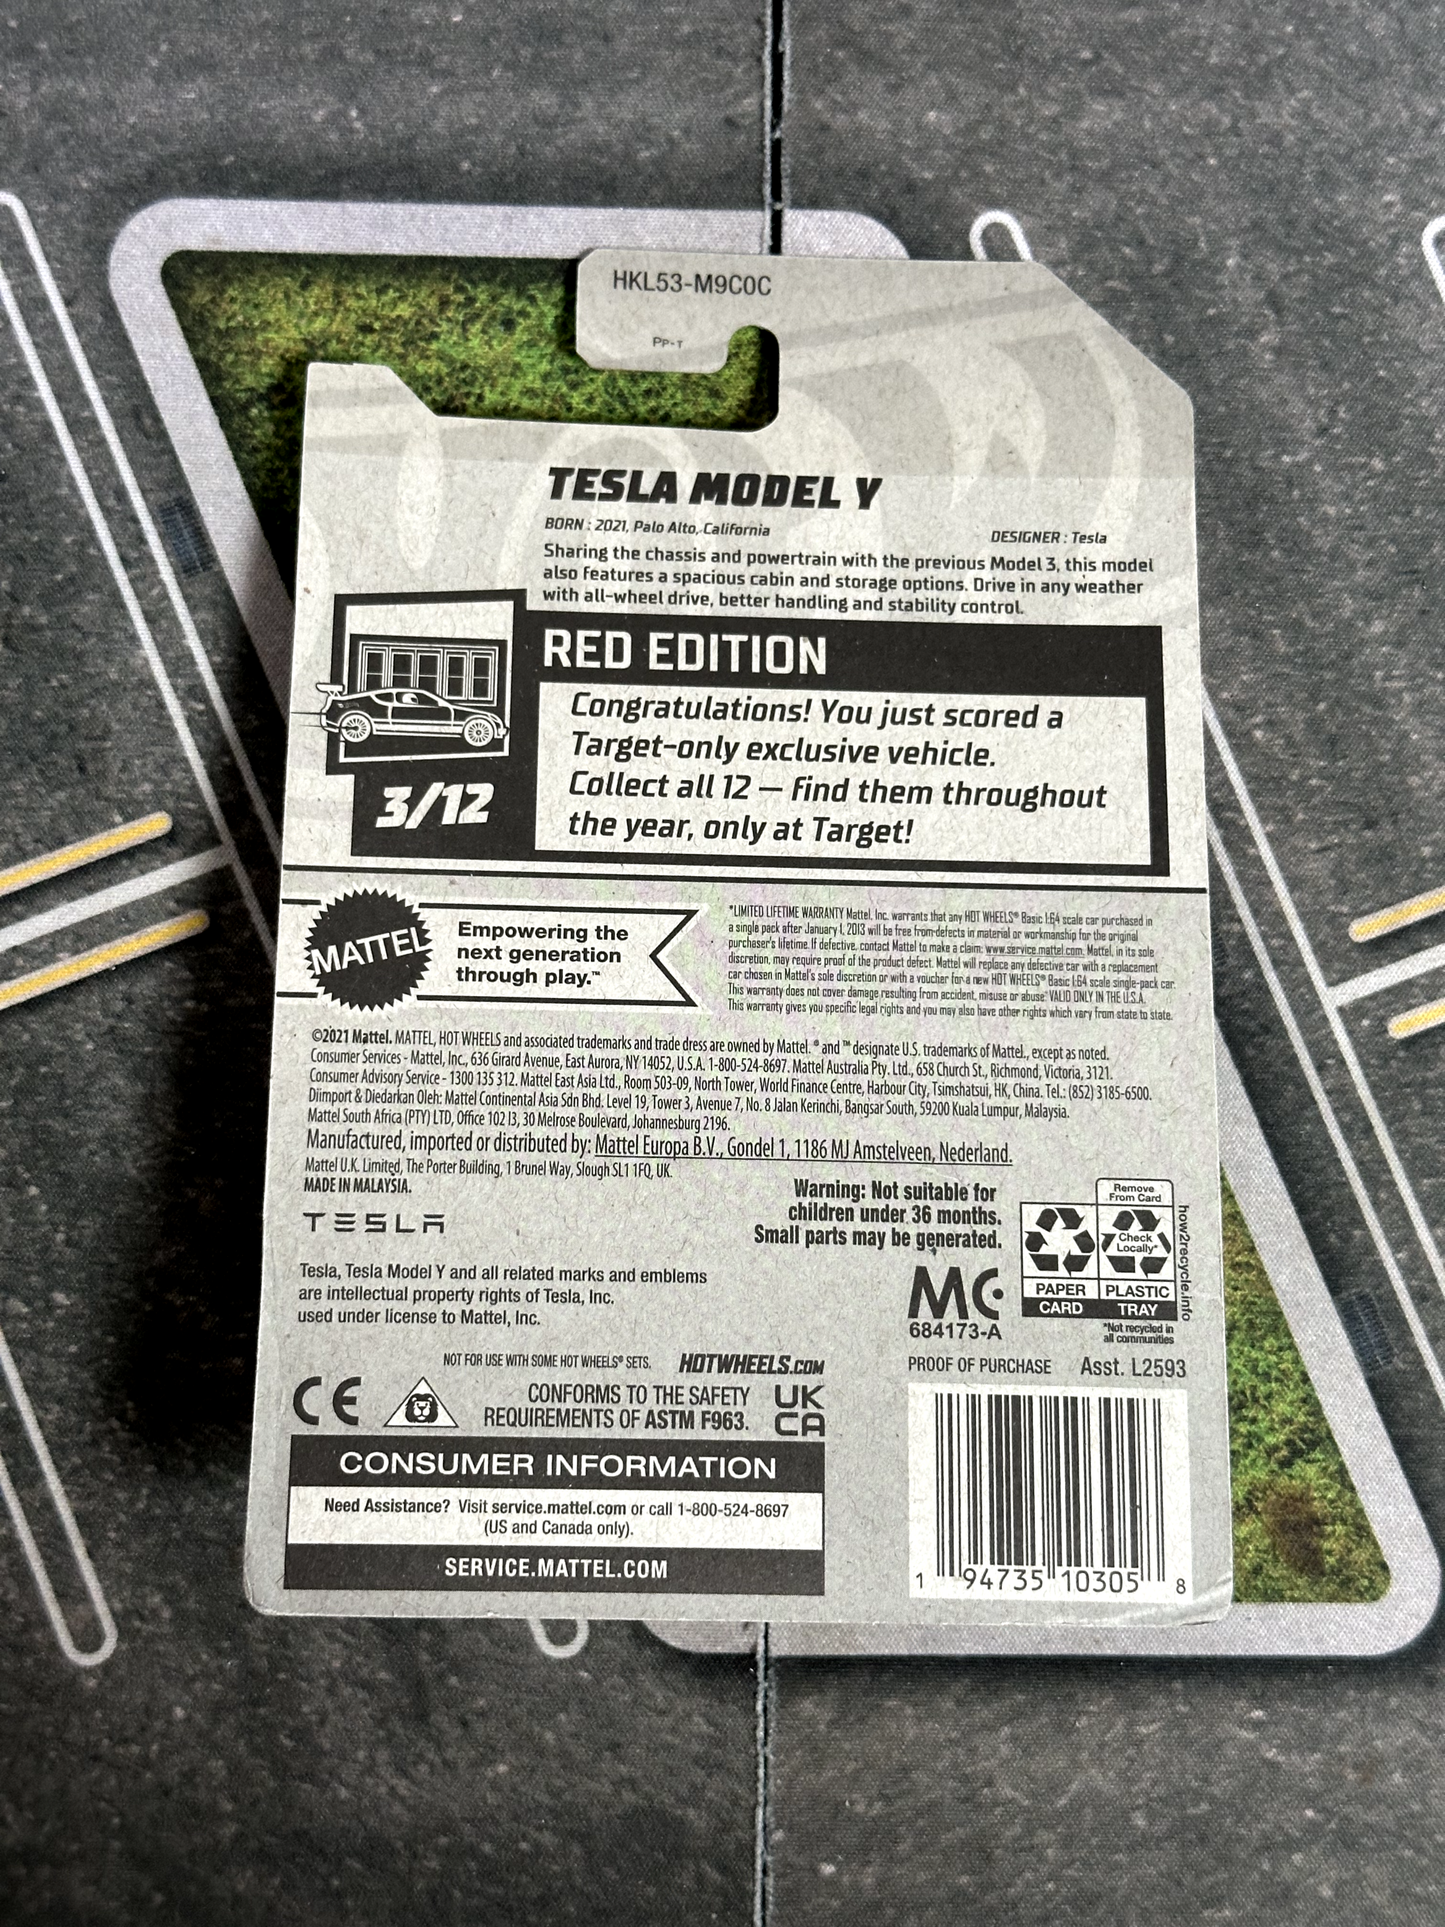 HKL53-M9C0C
PP-T
TESLA MODEL Y
BORN : 2021, Palo Alto, California
DESIGNER : Tesla
Sharing the chassis and powertrain with the previous Model 3, this model
also features a spacious cabin and storage options. Drive in any weather
with all-wheel drive, better handling and stability control.
RED EDITION
Congratulations! You just scored a
Target-only exclusive vehicle.
Collect all 12 — find them throughout
the year, only at Target!
3/12
MATTEL
Empowering the
next generation
through play.™
*LIMITED LIFETIME WARRANTY Mattel, Inc. warrants that any HOT WHEELS® Basic 1:64 scale car purchased in
a single pack after January 1, 2013 will be free from defects in material or workmanship for the original
purchaser's lifetime. If defective, contact Mattel to make a claim: www.service.mattel.com. Mattel, in its sole
discretion, may require proof of the product defect. Mattel will replace any defective car with a replacement
car chosen in Mattel's sole discretion or with a voucher for a new HOT WHEELS® Basic 1:64 scale single-pack car.
This warranty does not cover damage resulting from accident, misuse or abuse. VALID ONLY IN THE U.S.A.
This warranty gives you specific legal rights and you may also have other rights which vary from state to state.
©2021 Mattel. MATTEL, HOT WHEELS and associated trademarks and trade dress are owned by Mattel. ® and ™ designate U.S. trademarks of Mattel, except as noted.
Consumer Services - Mattel, Inc., 636 Girard Avenue, East Aurora, NY 14052, U.S.A. 1-800-524-8697. Mattel Australia Pty. Ltd., 658 Church St., Richmond, Victoria, 3121.
Consumer Advisory Service - 1300 135 312. Mattel East Asia Ltd., Room 503-09, North Tower, World Finance Centre, Harbour City, Tsimshatsui, HK, China. Tel.: (852) 3185-6500.
Diimport & Diedarkan Oleh: Mattel Continental Asia Sdn Bhd. Level 19, Tower 3, Avenue 7, No. 8 Jalan Kerinchi, Bangsar South, 59200 Kuala Lumpur, Malaysia.
Mattel South Africa (PTY) LTD, Office 102 I3, 30 Melrose Boulevard, Johannesburg 2196.
Manufactured, imported or distributed by: Mattel Europa B.V., Gondel 1, 1186 MJ Amstelveen, Nederland.
Mattel U.K. Limited, The Porter Building, 1 Brunel Way, Slough SL1 1FQ, UK.
MADE IN MALAYSIA.
TESLA
Tesla, Tesla Model Y and all related marks and emblems
are intellectual property rights of Tesla, Inc.
used under license to Mattel, Inc.
Warning: Not suitable for
children under 36 months.
Small parts may be generated.
MC
684173-A
Remove
From Card
Check
Locally*
PAPER
PLASTIC
CARD
TRAY
*Not recycled in
all communities
how2recycle.info
NOT FOR USE WITH SOME HOT WHEELS® SETS.
HOTWHEELS.COM
CE
CONFORMS TO THE SAFETY
REQUIREMENTS OF ASTM F963.
UK
CA
PROOF OF PURCHASE
Asst. L2593
CONSUMER INFORMATION
Need Assistance? Visit service.mattel.com or call 1-800-524-8697
(US and Canada only).
SERVICE.MATTEL.COM
1 94735 10305 8